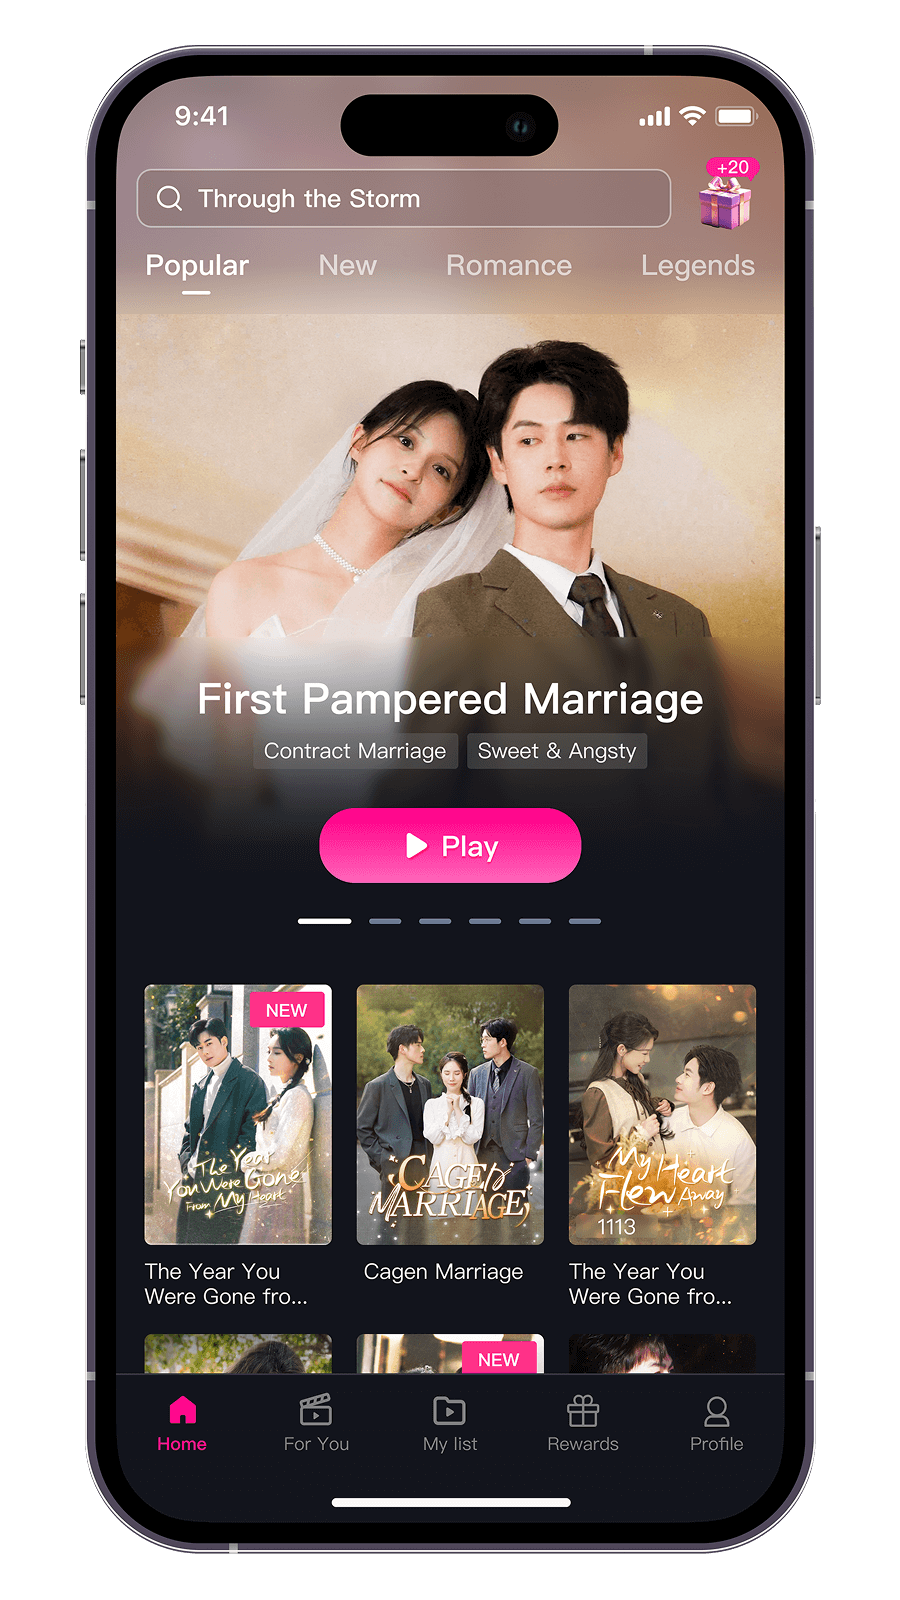 9:41
+20
Through the Storm
Popular New Romance Legends
First Pampered Marriage
Contract Marriage Sweet & Angsty
Play
NEW
The Year
You Were Gone
From My Heart
CAGEN
MARRIAGE
My Heart
Flew Away
1113
The Year You
Were Gone fro...
Cagen Marriage
The Year You
Were Gone fro...
NEW
Home For You My list Rewards Profile